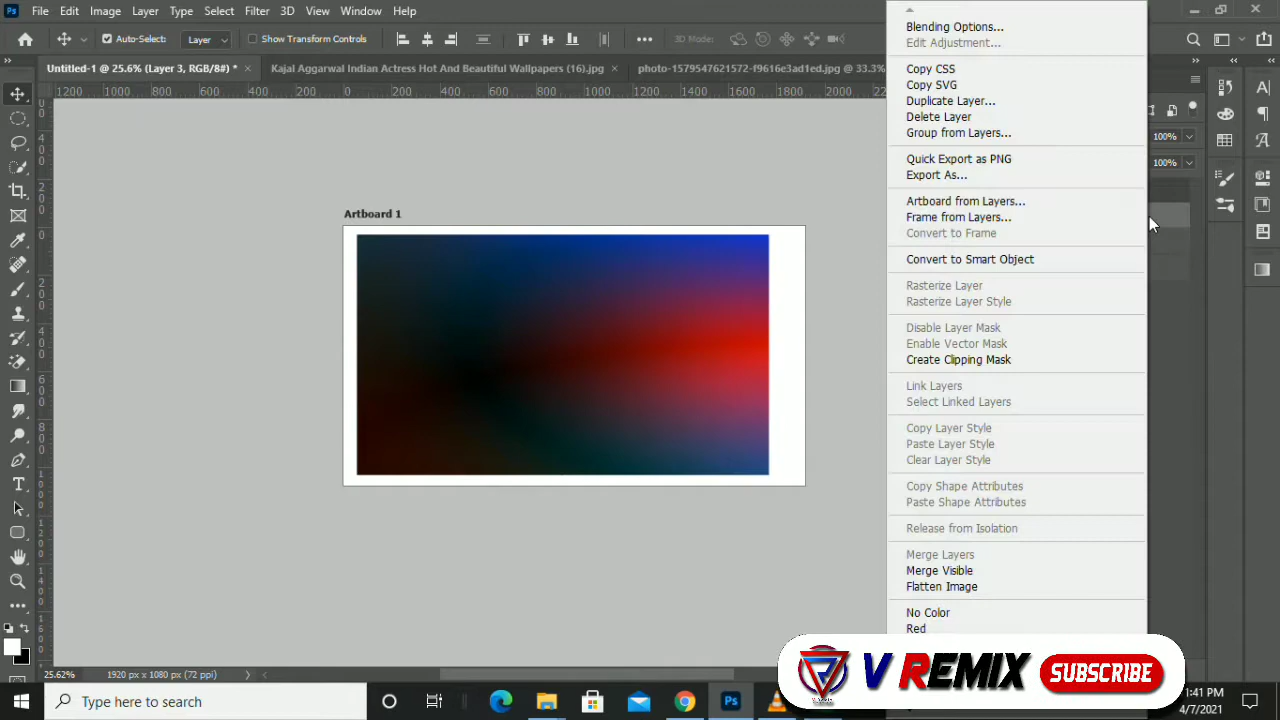 Ps File Edit Image Layer Type Select Filter 3D View Window Help
Auto-Select: Layer Show Transform Controls 3D Mode:
Untitled-1 @ 25.6% (Layer 3, RGB/8#) * × Kajal Aggarwal Indian Actress Hot And Beautiful Wallpapers (16).jpg × photo-1579547621572-f9616e3ad1ed.jpg @ 33.3%
1200 1000 800 600 400 200 0 200 400 600 800 1000 1200 1400 1600 1800 2000
Artboard 1
Blending Options...
Edit Adjustment...
Copy CSS
Copy SVG
Duplicate Layer...
Delete Layer
Group from Layers...
Quick Export as PNG
Export As...
Artboard from Layers...
Frame from Layers...
Convert to Frame
Convert to Smart Object
Rasterize Layer
Rasterize Layer Style
Disable Layer Mask
Enable Vector Mask
Create Clipping Mask
Link Layers
Select Linked Layers
Copy Layer Style
Paste Layer Style
Clear Layer Style
Copy Shape Attributes
Paste Shape Attributes
Release from Isolation
Merge Layers
Merge Visible
Flatten Image
No Color
Red
100%
100%
25.62% 1920 px x 1080 px (72 ppi)
V REMIX SUBSCRIBE
Type here to search
Ps
:41 PM
4/7/2021